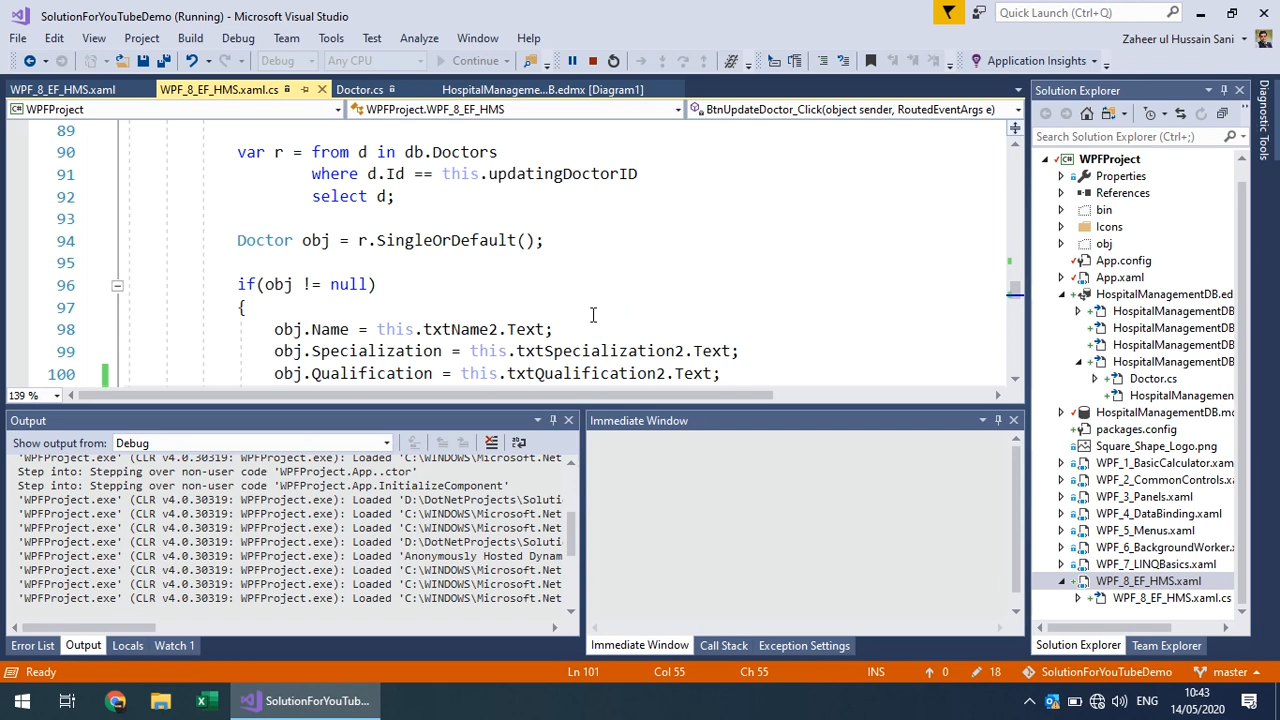 SolutionForYouTubeDemo (Running) - Microsoft Visual Studio
Quick Launch (Ctrl+Q)
File Edit View Project Build Debug Team Tools Test Analyze Window Help
Zaheer ul Hussain Sani
Debug Any CPU Continue Application Insights
WPF_8_EF_HMS.xaml WPF_8_EF_HMS.xaml.cs Doctor.cs HospitalManageme...B.edmx [Diagram1]
WPFProject WPFProject.WPF_8_EF_HMS BtnUpdateDoctor_Click(object sender, RoutedEventArgs e)
89
90 var r = from d in db.Doctors
91 where d.Id == this.updatingDoctorID
92 select d;
93
94 Doctor obj = r.SingleOrDefault();
95
96 if(obj != null)
97 {
98 obj.Name = this.txtName2.Text;
99 obj.Specialization = this.txtSpecialization2.Text;
100 obj.Qualification = this.txtQualification2.Text;
139 %
Output
Show output from: Debug
'WPFProject.exe' (CLR v4.0.30319: WPFProject.exe): Loaded 'C:\WINDOWS\Microsoft.Net
Step into: Stepping over non-user code 'WPFProject.App..ctor'
Step into: Stepping over non-user code 'WPFProject.App.InitializeComponent'
'WPFProject.exe' (CLR v4.0.30319: WPFProject.exe): Loaded 'D:\DotNetProjects\Soluti
'WPFProject.exe' (CLR v4.0.30319: WPFProject.exe): Loaded 'C:\WINDOWS\Microsoft.Net
'WPFProject.exe' (CLR v4.0.30319: WPFProject.exe): Loaded 'C:\WINDOWS\Microsoft.Net
'WPFProject.exe' (CLR v4.0.30319: WPFProject.exe): Loaded 'D:\DotNetProjects\Soluti
'WPFProject.exe' (CLR v4.0.30319: WPFProject.exe): Loaded 'Anonymously Hosted Dynam
'WPFProject.exe' (CLR v4.0.30319: WPFProject.exe): Loaded 'C:\WINDOWS\Microsoft.Net
'WPFProject.exe' (CLR v4.0.30319: WPFProject.exe): Loaded 'C:\WINDOWS\Microsoft.Net
'WPFProject.exe' (CLR v4.0.30319: WPFProject.exe): Loaded 'C:\WINDOWS\Microsoft.Net
Error List Output Locals Watch 1
Immediate Window
Immediate Window Call Stack Exception Settings
Solution Explorer
Search Solution Explorer (Ctrl+;)
WPFProject
Properties
References
bin
Icons
obj
App.config
App.xaml
HospitalManagementDB.ed
HospitalManagementDB
HospitalManagementDB
HospitalManagementDB
HospitalManagementDB
Doctor.cs
HospitalManagemen
HospitalManagementDB.mc
packages.config
Square_Shape_Logo.png
WPF_1_BasicCalculator.xam
WPF_2_CommonControls.x
WPF_3_Panels.xaml
WPF_4_DataBinding.xaml
WPF_5_Menus.xaml
WPF_6_BackgroundWorker.
WPF_7_LINQBasics.xaml
WPF_8_EF_HMS.xaml
WPF_8_EF_HMS.xaml.cs
Solution Explorer Team Explorer
Diagnostic Tools
Ready Ln 101 Col 55 Ch 55 INS 0 18 SolutionForYouTubeDemo master
SolutionForYouTub... ENG 10:43
14/05/2020